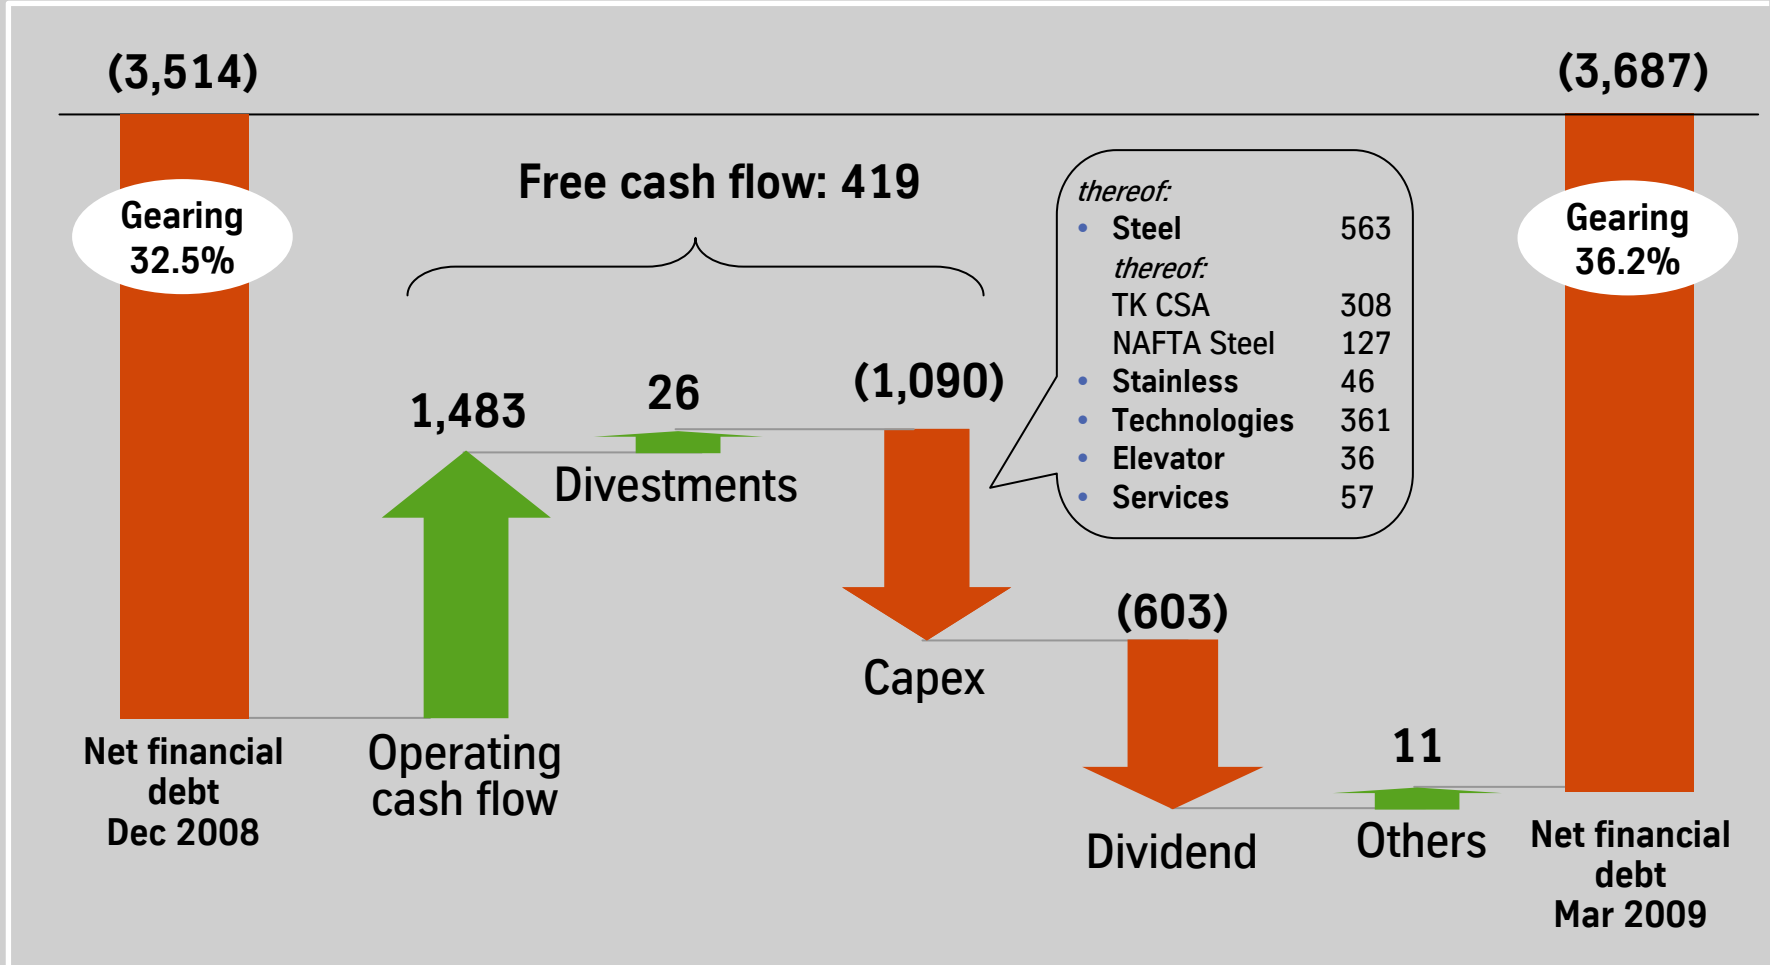 (3,514)
(3,687)
Free cash flow: 419
Gearing
32.5%
thereof:
• Steel 563
thereof:
TK CSA 308
NAFTA Steel 127
• Stainless 46
• Technologies 361
• Elevator 36
• Services 57
Gearing
36.2%
1,483
26
(1,090)
Divestments
(603)
Capex
11
Net financial
debt
Dec 2008
Operating
cash flow
Dividend
Others
Net financial
debt
Mar 2009